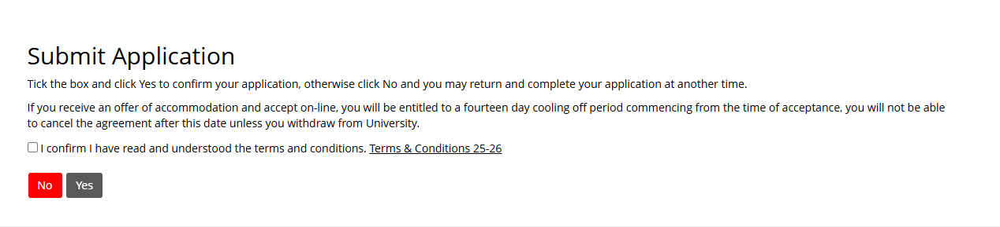 Submit Application
Tick the box and click Yes to confirm your application, otherwise click No and you may return and complete your application at another time.
If you receive an offer of accommodation and accept on-line, you will be entitled to a fourteen day cooling off period commencing from the time of acceptance, you will not be able
to cancel the agreement after this date unless you withdraw from University.
I confirm I have read and understood the terms and conditions. Terms & Conditions 25-26
No Yes